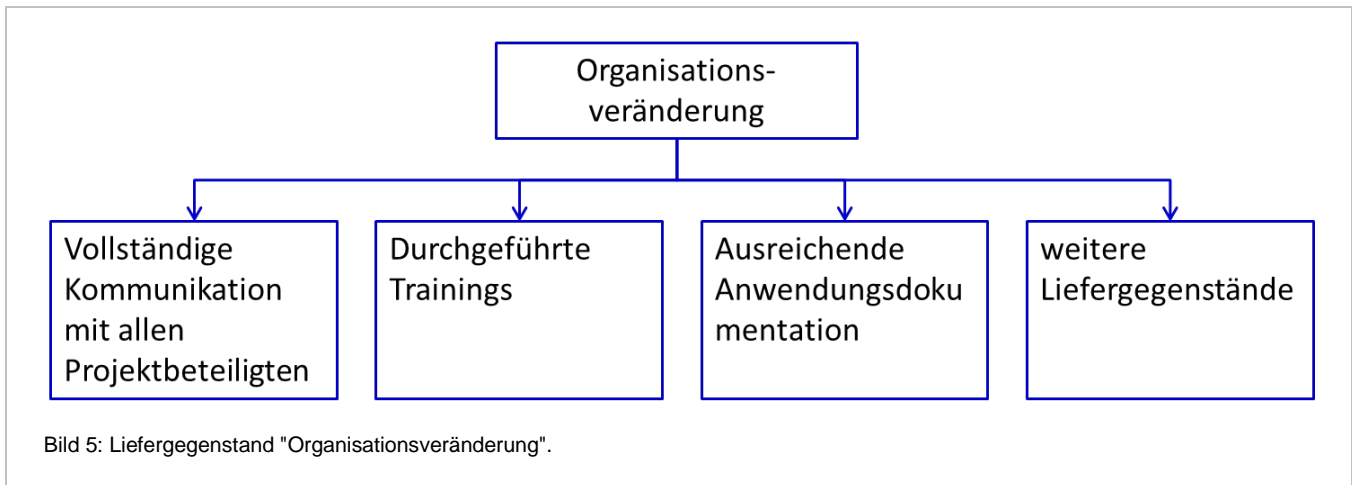 Organisations-
veränderung
Vollständige
Kommunikation
mit allen
Projektbeteiligten
Durchgeführte
Trainings
Ausreichende
Anwendungsdoku
mentation
weitere
Liefergegenstände
Bild 5: Liefergegenstand "Organisationsveränderung".